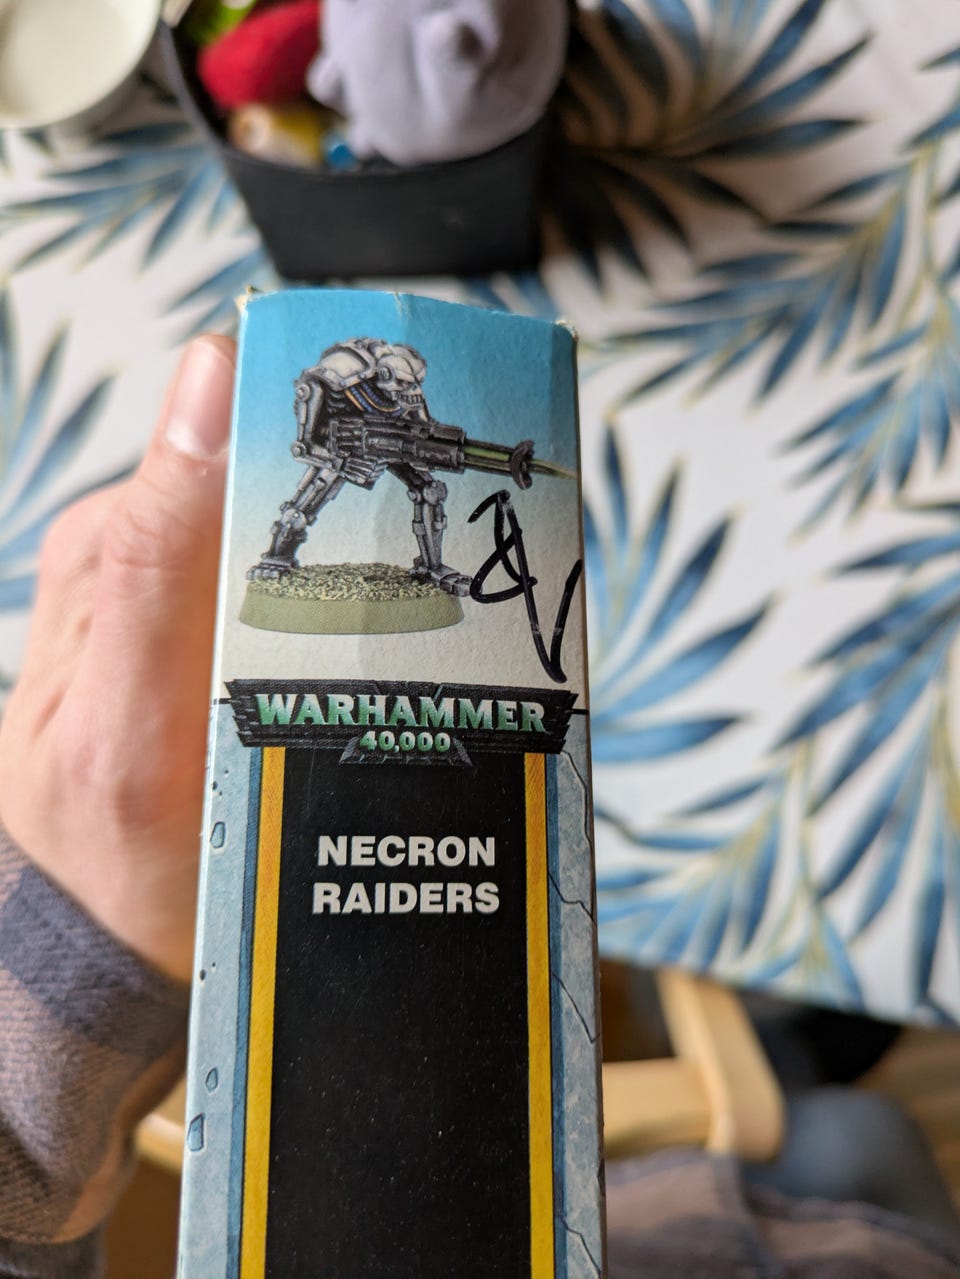 WARHAMMER
40,000
NECRON
RAIDERS